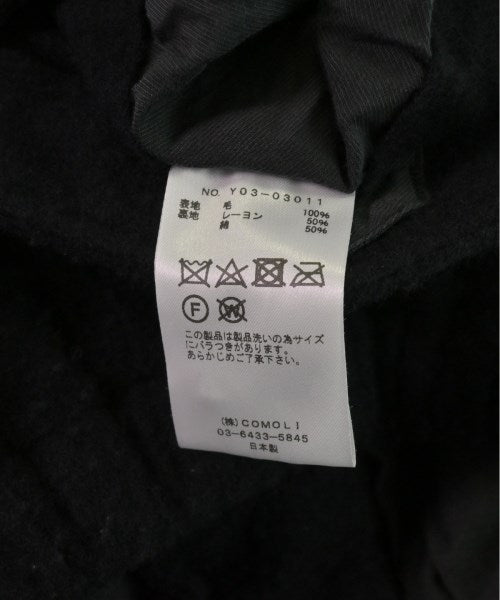 NO. Y03-03011
表地 毛 100%
裏地 レーヨン 50%
綿 50%
F W
この製品は製品洗いの為サイズ
にバラつきがあります。
あらかじめご了承下さい。
(株)COMOLI
03-6433-5845
日本製